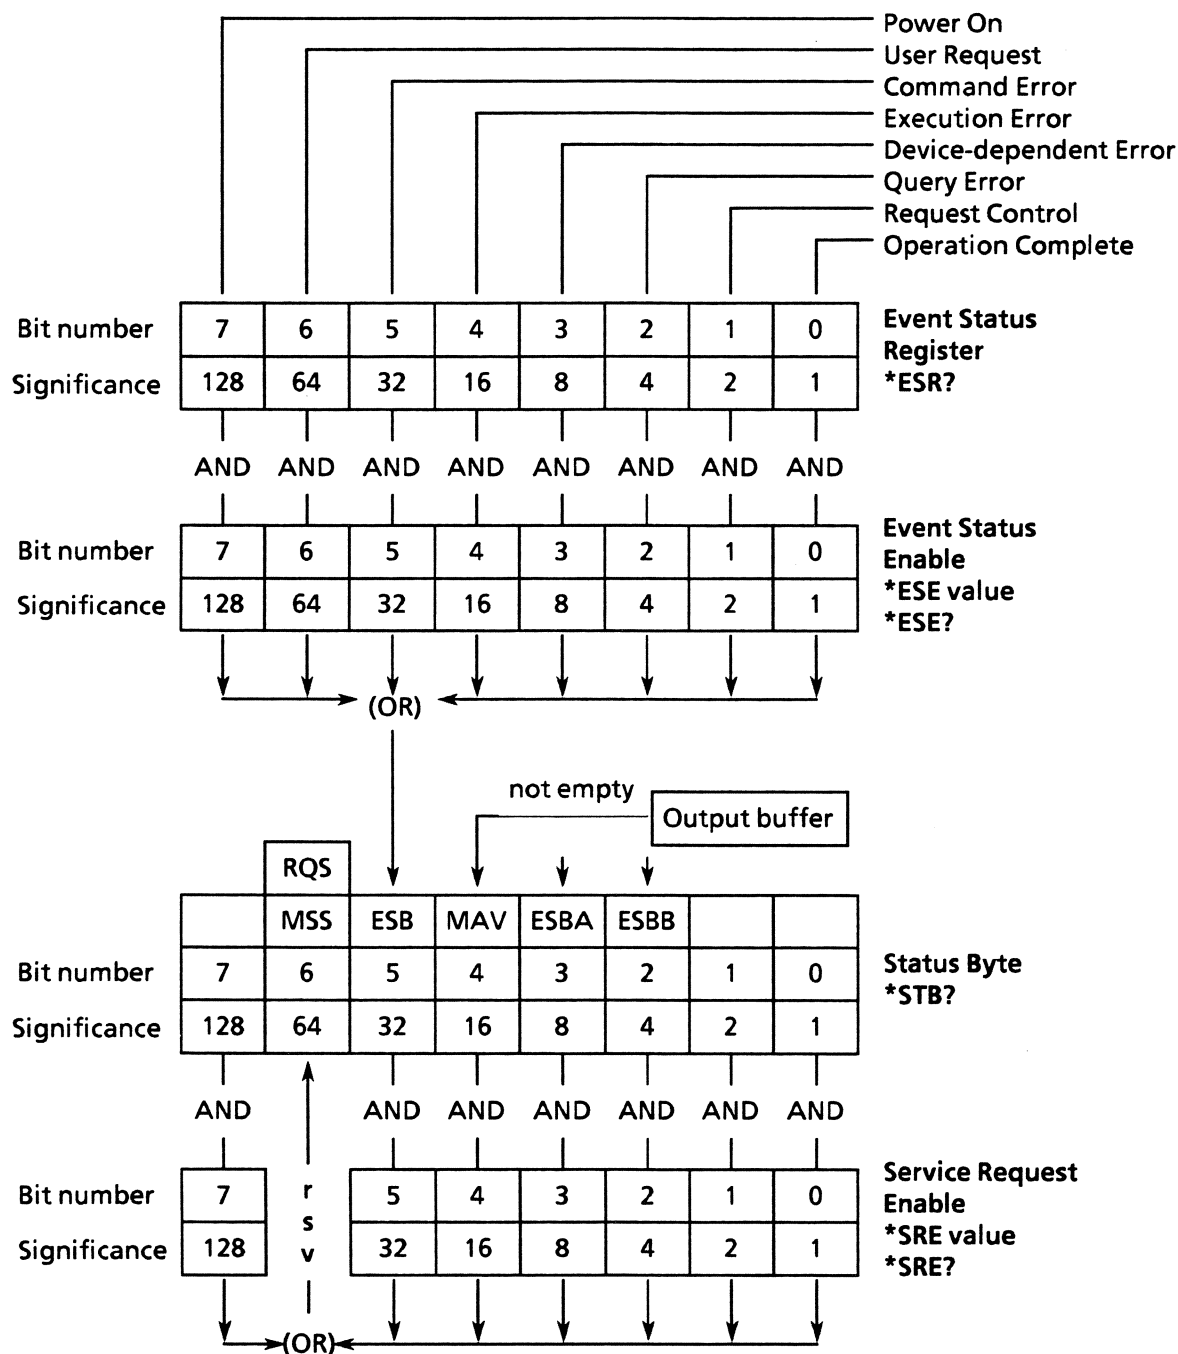 Power On
User Request
Command Error
Execution Error
Device-dependent Error
Query Error
Request Control
Operation Complete
Bit number 7 6 5 4 3 2 1 0
Significance 128 64 32 16 8 4 2 1
Event Status
Register
*ESR?
AND AND AND AND AND AND AND AND
Bit number 7 6 5 4 3 2 1 0
Significance 128 64 32 16 8 4 2 1
Event Status
Enable
*ESE value
*ESE?
(OR)
not empty
Output buffer
RQS
MSS ESB MAV ESBA ESBB
Bit number 7 6 5 4 3 2 1 0
Significance 128 64 32 16 8 4 2 1
Status Byte
*STB?
AND AND AND AND AND AND AND
Bit number 7 5 4 3 2 1 0
Significance 128 32 16 8 4 2 1
r
s
v
Service Request
Enable
*SRE value
*SRE?
(OR)